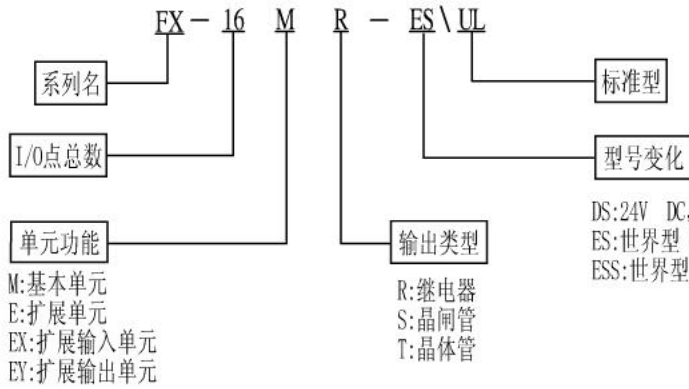 FX-16 M R - ES\UL
系列名
标准型
I/O点总数
型号变化
DS:24V DC,
ES:世界型
ESS:世界型
单元功能
M:基本单元
E:扩展单元
EX:扩展输入单元
EY:扩展输出单元
输出类型
R:继电器
S:晶闸管
T:晶体管